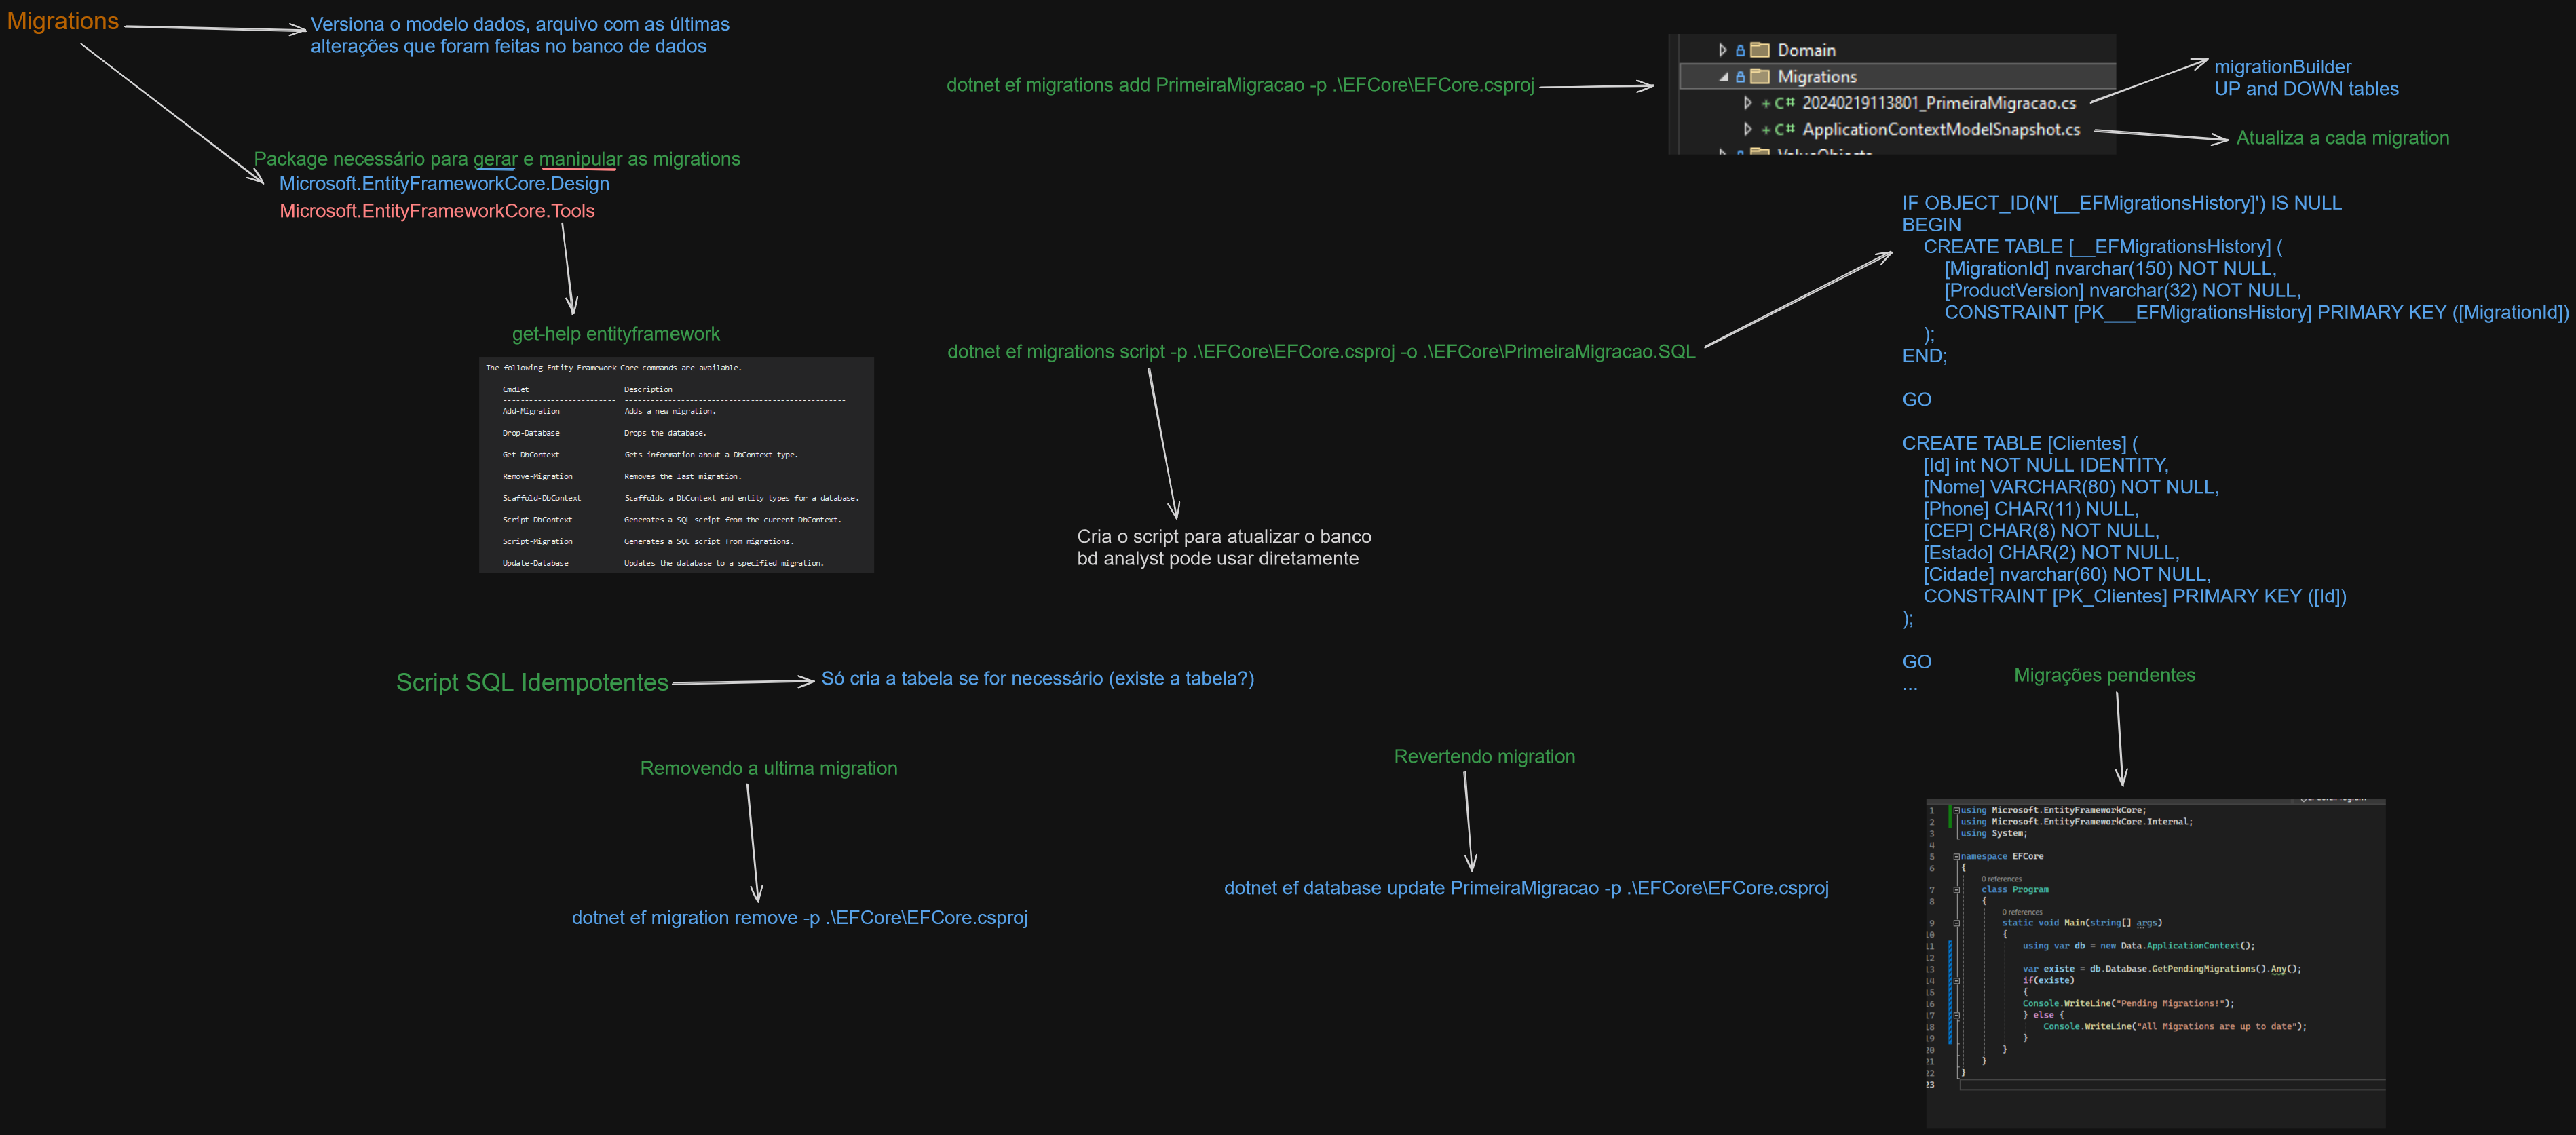 Migrations
Versiona o modelo dados, arquivo com as últimas
alterações que foram feitas no banco de dados
Package necessário para gerar e manipular as migrations
Microsoft.EntityFrameworkCore.Design
Microsoft.EntityFrameworkCore.Tools
get-help entityframework
The following Entity Framework Core commands are available.
Cmdlet Description
-------------------------- ---------------------------------------------------
Add-Migration Adds a new migration.
Drop-Database Drops the database.
Get-DbContext Gets information about a DbContext type.
Remove-Migration Removes the last migration.
Scaffold-DbContext Scaffolds a DbContext and entity types for a database.
Script-DbContext Generates a SQL script from the current DbContext.
Script-Migration Generates a SQL script from migrations.
Update-Database Updates the database to a specified migration.
dotnet ef migrations add PrimeiraMigracao -p .\EFCore\EFCore.csproj
Domain
Migrations
+ C# 20240219113801_PrimeiraMigracao.cs
+ C# ApplicationContextModelSnapshot.cs
ValueObjects
migrationBuilder
UP and DOWN tables
Atualiza a cada migration
dotnet ef migrations script -p .\EFCore\EFCore.csproj -o .\EFCore\PrimeiraMigracao.SQL
Cria o script para atualizar o banco
bd analyst pode usar diretamente
IF OBJECT_ID(N'[__EFMigrationsHistory]') IS NULL
BEGIN
CREATE TABLE [__EFMigrationsHistory] (
[MigrationId] nvarchar(150) NOT NULL,
[ProductVersion] nvarchar(32) NOT NULL,
CONSTRAINT [PK___EFMigrationsHistory] PRIMARY KEY ([MigrationId])
);
END;
GO
CREATE TABLE [Clientes] (
[Id] int NOT NULL IDENTITY,
[Nome] VARCHAR(80) NOT NULL,
[Phone] CHAR(11) NULL,
[CEP] CHAR(8) NOT NULL,
[Estado] CHAR(2) NOT NULL,
[Cidade] nvarchar(60) NOT NULL,
CONSTRAINT [PK_Clientes] PRIMARY KEY ([Id])
);
GO
...
Script SQL Idempotentes
Só cria a tabela se for necessário (existe a tabela?)
Removendo a ultima migration
dotnet ef migration remove -p .\EFCore\EFCore.csproj
Revertendo migration
dotnet ef database update PrimeiraMigracao -p .\EFCore\EFCore.csproj
Migrações pendentes
1 using Microsoft.EntityFrameworkCore;
2 using Microsoft.EntityFrameworkCore.Internal;
3 using System;
4
5 namespace EFCore
6 {
0 references
7 class Program
8 {
0 references
9 static void Main(string[] args)
10 {
11 using var db = new Data.ApplicationContext();
12
13 var existe = db.Database.GetPendingMigrations().Any();
14 if(existe)
15 {
16 Console.WriteLine("Pending Migrations!");
17 } else {
18 Console.WriteLine("All Migrations are up to date");
19 }
20 }
21 }
22 }
23